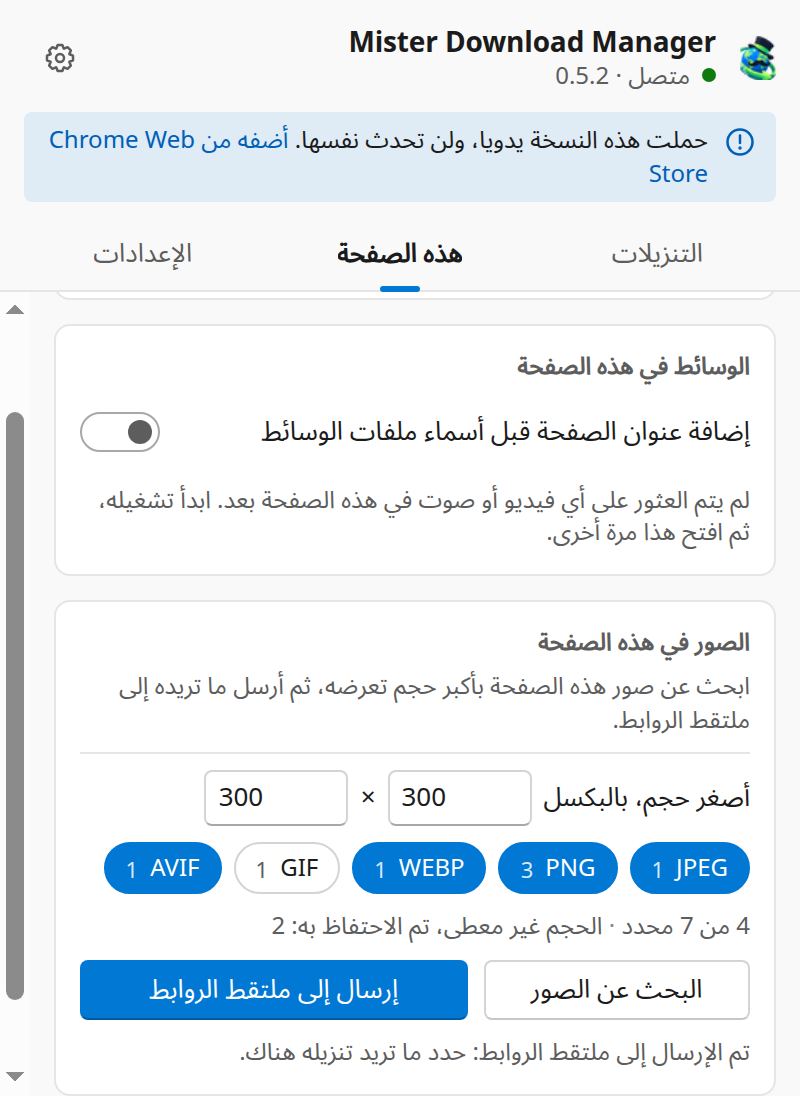 Mister Download Manager
متصل · 0.5.2
حملت هذه النسخة يدويا، ولن تحدث نفسها. أضفه من Chrome Web
Store
التنزيلات
هذه الصفحة
الإعدادات
الوسائط في هذه الصفحة
إضافة عنوان الصفحة قبل أسماء ملفات الوسائط
لم يتم العثور على أي فيديو أو صوت في هذه الصفحة بعد. ابدأ تشغيله،
ثم افتح هذا مرة أخرى.
الصور في هذه الصفحة
ابحث عن صور هذه الصفحة بأكبر حجم تعرضه، ثم أرسل ما تريده إلى
ملتقط الروابط.
أصغر حجم، بالبكسل 300 × 300
JPEG 1 PNG 3 WEBP 1 GIF 1 AVIF 1
4 من 7 محدد · الحجم غير معطى، تم الاحتفاظ به: 2
البحث عن الصور
إرسال إلى ملتقط الروابط
تم الإرسال إلى ملتقط الروابط: حدد ما تريد تنزيله هناك.